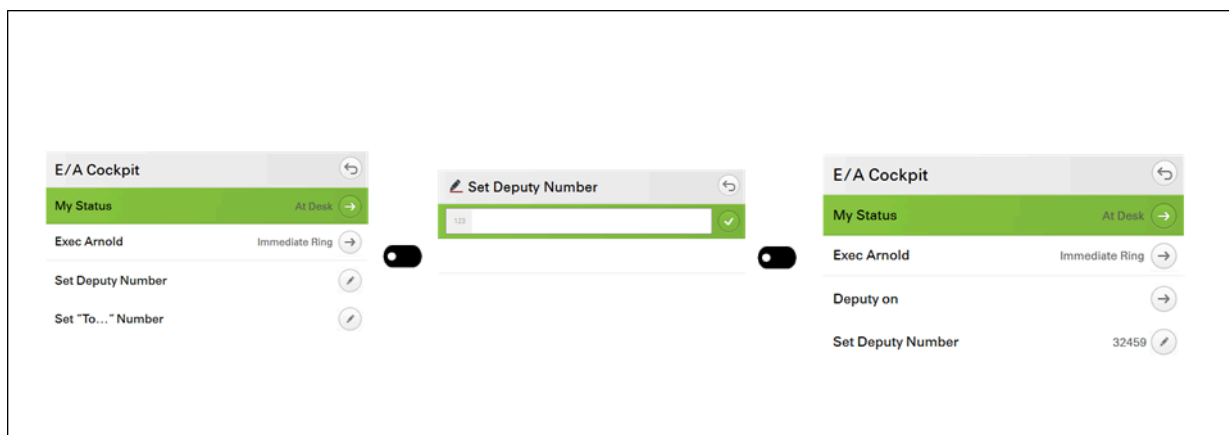 E/A Cockpit
My Status At Desk
Exec Arnold Immediate Ring
Set Deputy Number
Set "To..." Number
Set Deputy Number
123
E/A Cockpit
My Status At Desk
Exec Arnold Immediate Ring
Deputy on
Set Deputy Number 32459